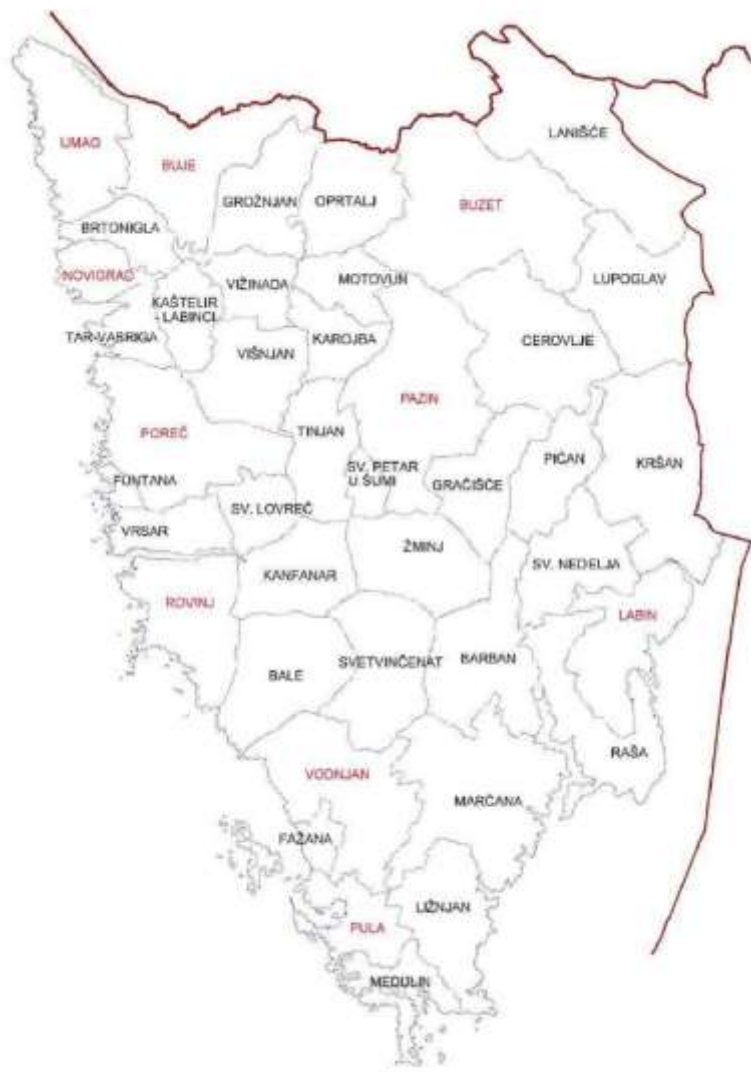 LANIŠĆE
UMAG
BUJE
GROŽNJAN
OPRTALJ
BUZET
BRTONIGLA
NOVIGRAD
KAŠTELIR
- LABINCI
VIŽINADA
MOTOVUN
LUPOGLAV
TAR-VABRIGA
VIŠNJAN
KAROJBA
CEROVLJE
PAZIN
POREČ
TINJAN
FUNTANA
SV. LOVREČ
SV. PETAR
U ŠUMI
GRAČIŠĆE
PIĆAN
KRŠAN
VRSAR
ŽMINJ
KANFANAR
SV. NEDELJA
ROVINJ
LABIN
BALE
SVETVINČENAT
BARBAN
RAŠA
VODNJAN
MARČANA
FAŽANA
LIŽNJAN
PULA
MEDULIN